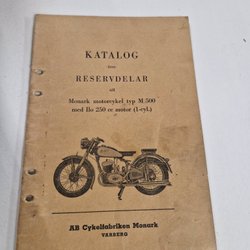 KATALOG
över
RESERVDELAR
till
Monark motorcykel typ M 500
med Ilo 250 cc motor (1-cyl.)
AB Cykelfabriken Monark
VARBERG